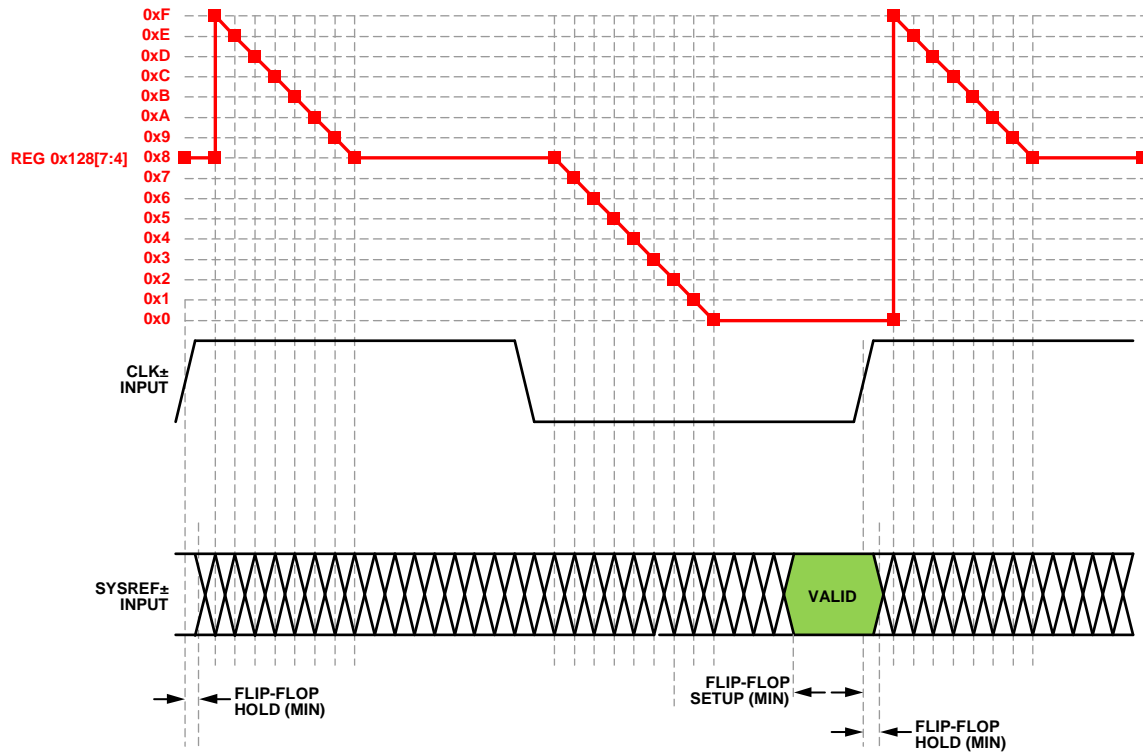 0xF
0xE
0xD
0xC
0xB
0xA
0x9
REG 0x128[7:4] 0x8
0x7
0x6
0x5
0x4
0x3
0x2
0x1
0x0
CLK±
INPUT
SYSREF±
INPUT
VALID
FLIP-FLOP
HOLD (MIN)
FLIP-FLOP
SETUP (MIN)
FLIP-FLOP
HOLD (MIN)